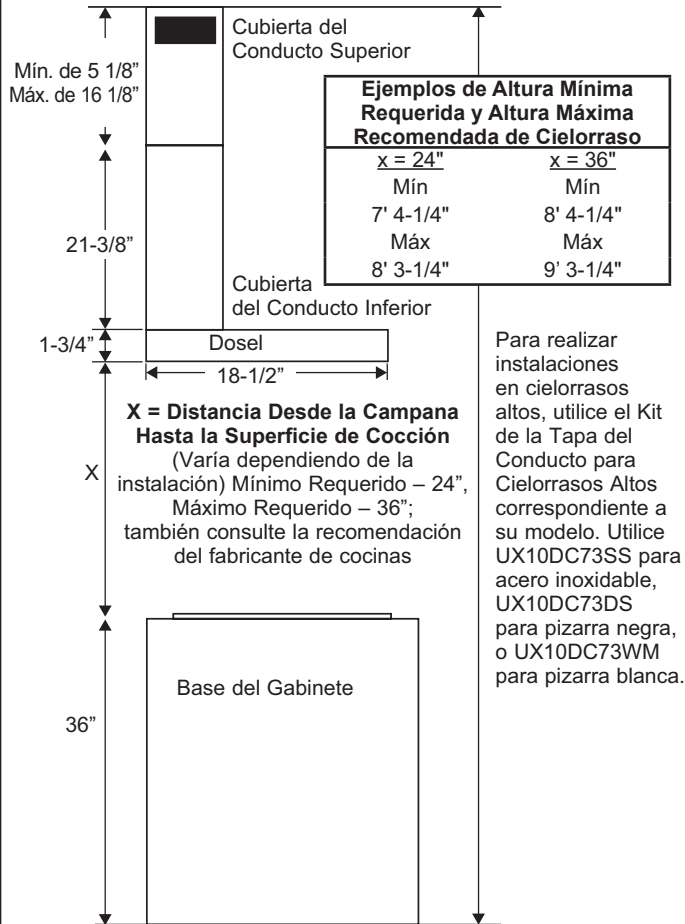 Cubierta del
Conducto Superior
Mín. de 5 1/8”
Máx. de 16 1/8”
Ejemplos de Altura Mínima
Requerida y Altura Máxima
Recomendada de Cielorraso
x = 24" x = 36"
Mín Mín
7' 4-1/4" 8' 4-1/4"
Máx Máx
8' 3-1/4" 9’ 3-1/4"
21-3/8”
Cubierta
del Conducto Inferior
1-3/4”
Dosel
18-1/2”
X = Distancia Desde la Campana
Hasta la Superficie de Cocción
(Varía dependiendo de la
instalación) Mínimo Requerido – 24”,
Máximo Requerido – 36”;
también consulte la recomendación
del fabricante de cocinas
X
Para realizar
instalaciones
en cielorrasos
altos, utilice el Kit
de la Tapa del
Conducto para
Cielorrasos Altos
correspondiente a
su modelo. Utilice
UX10DC73SS para
acero inoxidable,
UX10DC73DS
para pizarra negra,
o UX10DC73WM
para pizarra blanca.
Base del Gabinete
36”